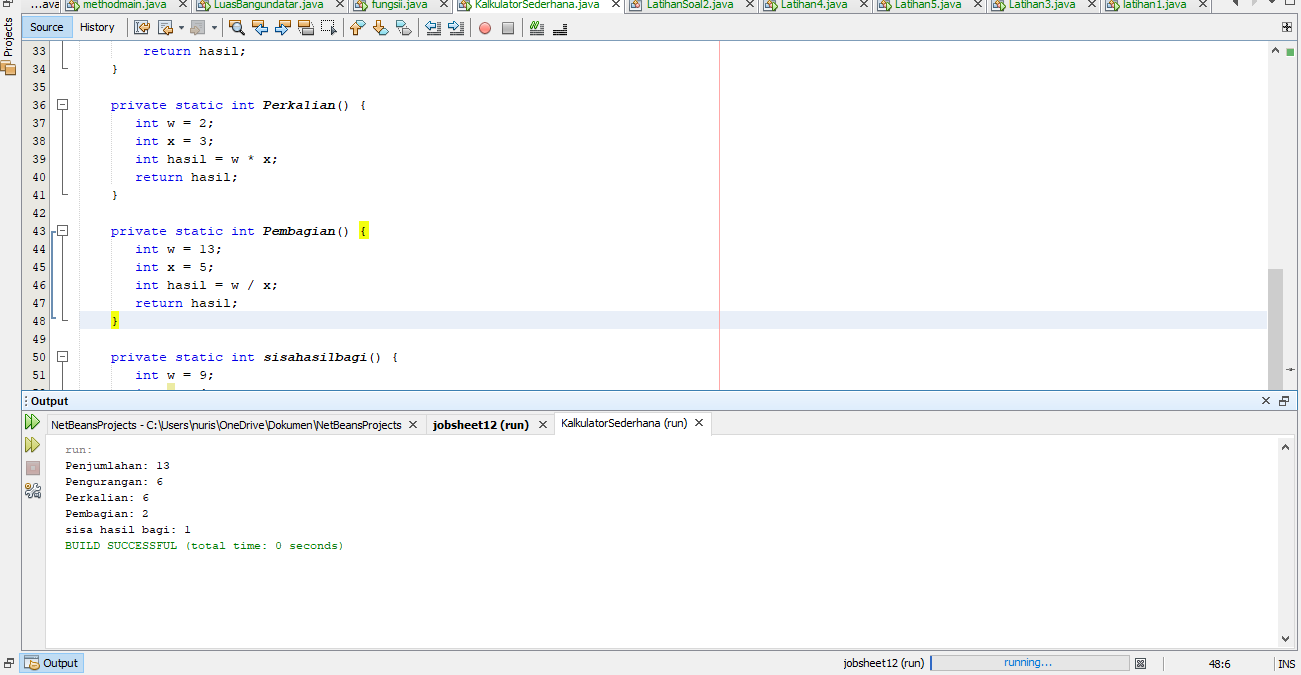 ...ava methodmain.java LuasBangundatar.java fungsii.java KalkulatorSederhana.java LatihanSoal2.java Latihan4.java Latihan5.java Latihan3.java latihan1.java
Projects
Source History
33 return hasil;
34 }
35
36 private static int Perkalian() {
37 int w = 2;
38 int x = 3;
39 int hasil = w * x;
40 return hasil;
41 }
42
43 private static int Pembagian() {
44 int w = 13;
45 int x = 5;
46 int hasil = w / x;
47 return hasil;
48 }
49
50 private static int sisahasilbagi() {
51 int w = 9;
Output
NetBeansProjects - C:\Users\nuris\OneDrive\Dokumen\NetBeansProjects jobsheet12 (run) KalkulatorSederhana (run)
run:
Penjumlahan: 13
Pengurangan: 6
Perkalian: 6
Pembagian: 2
sisa hasil bagi: 1
BUILD SUCCESSFUL (total time: 0 seconds)
Output jobsheet12 (run) running... 48:6 INS